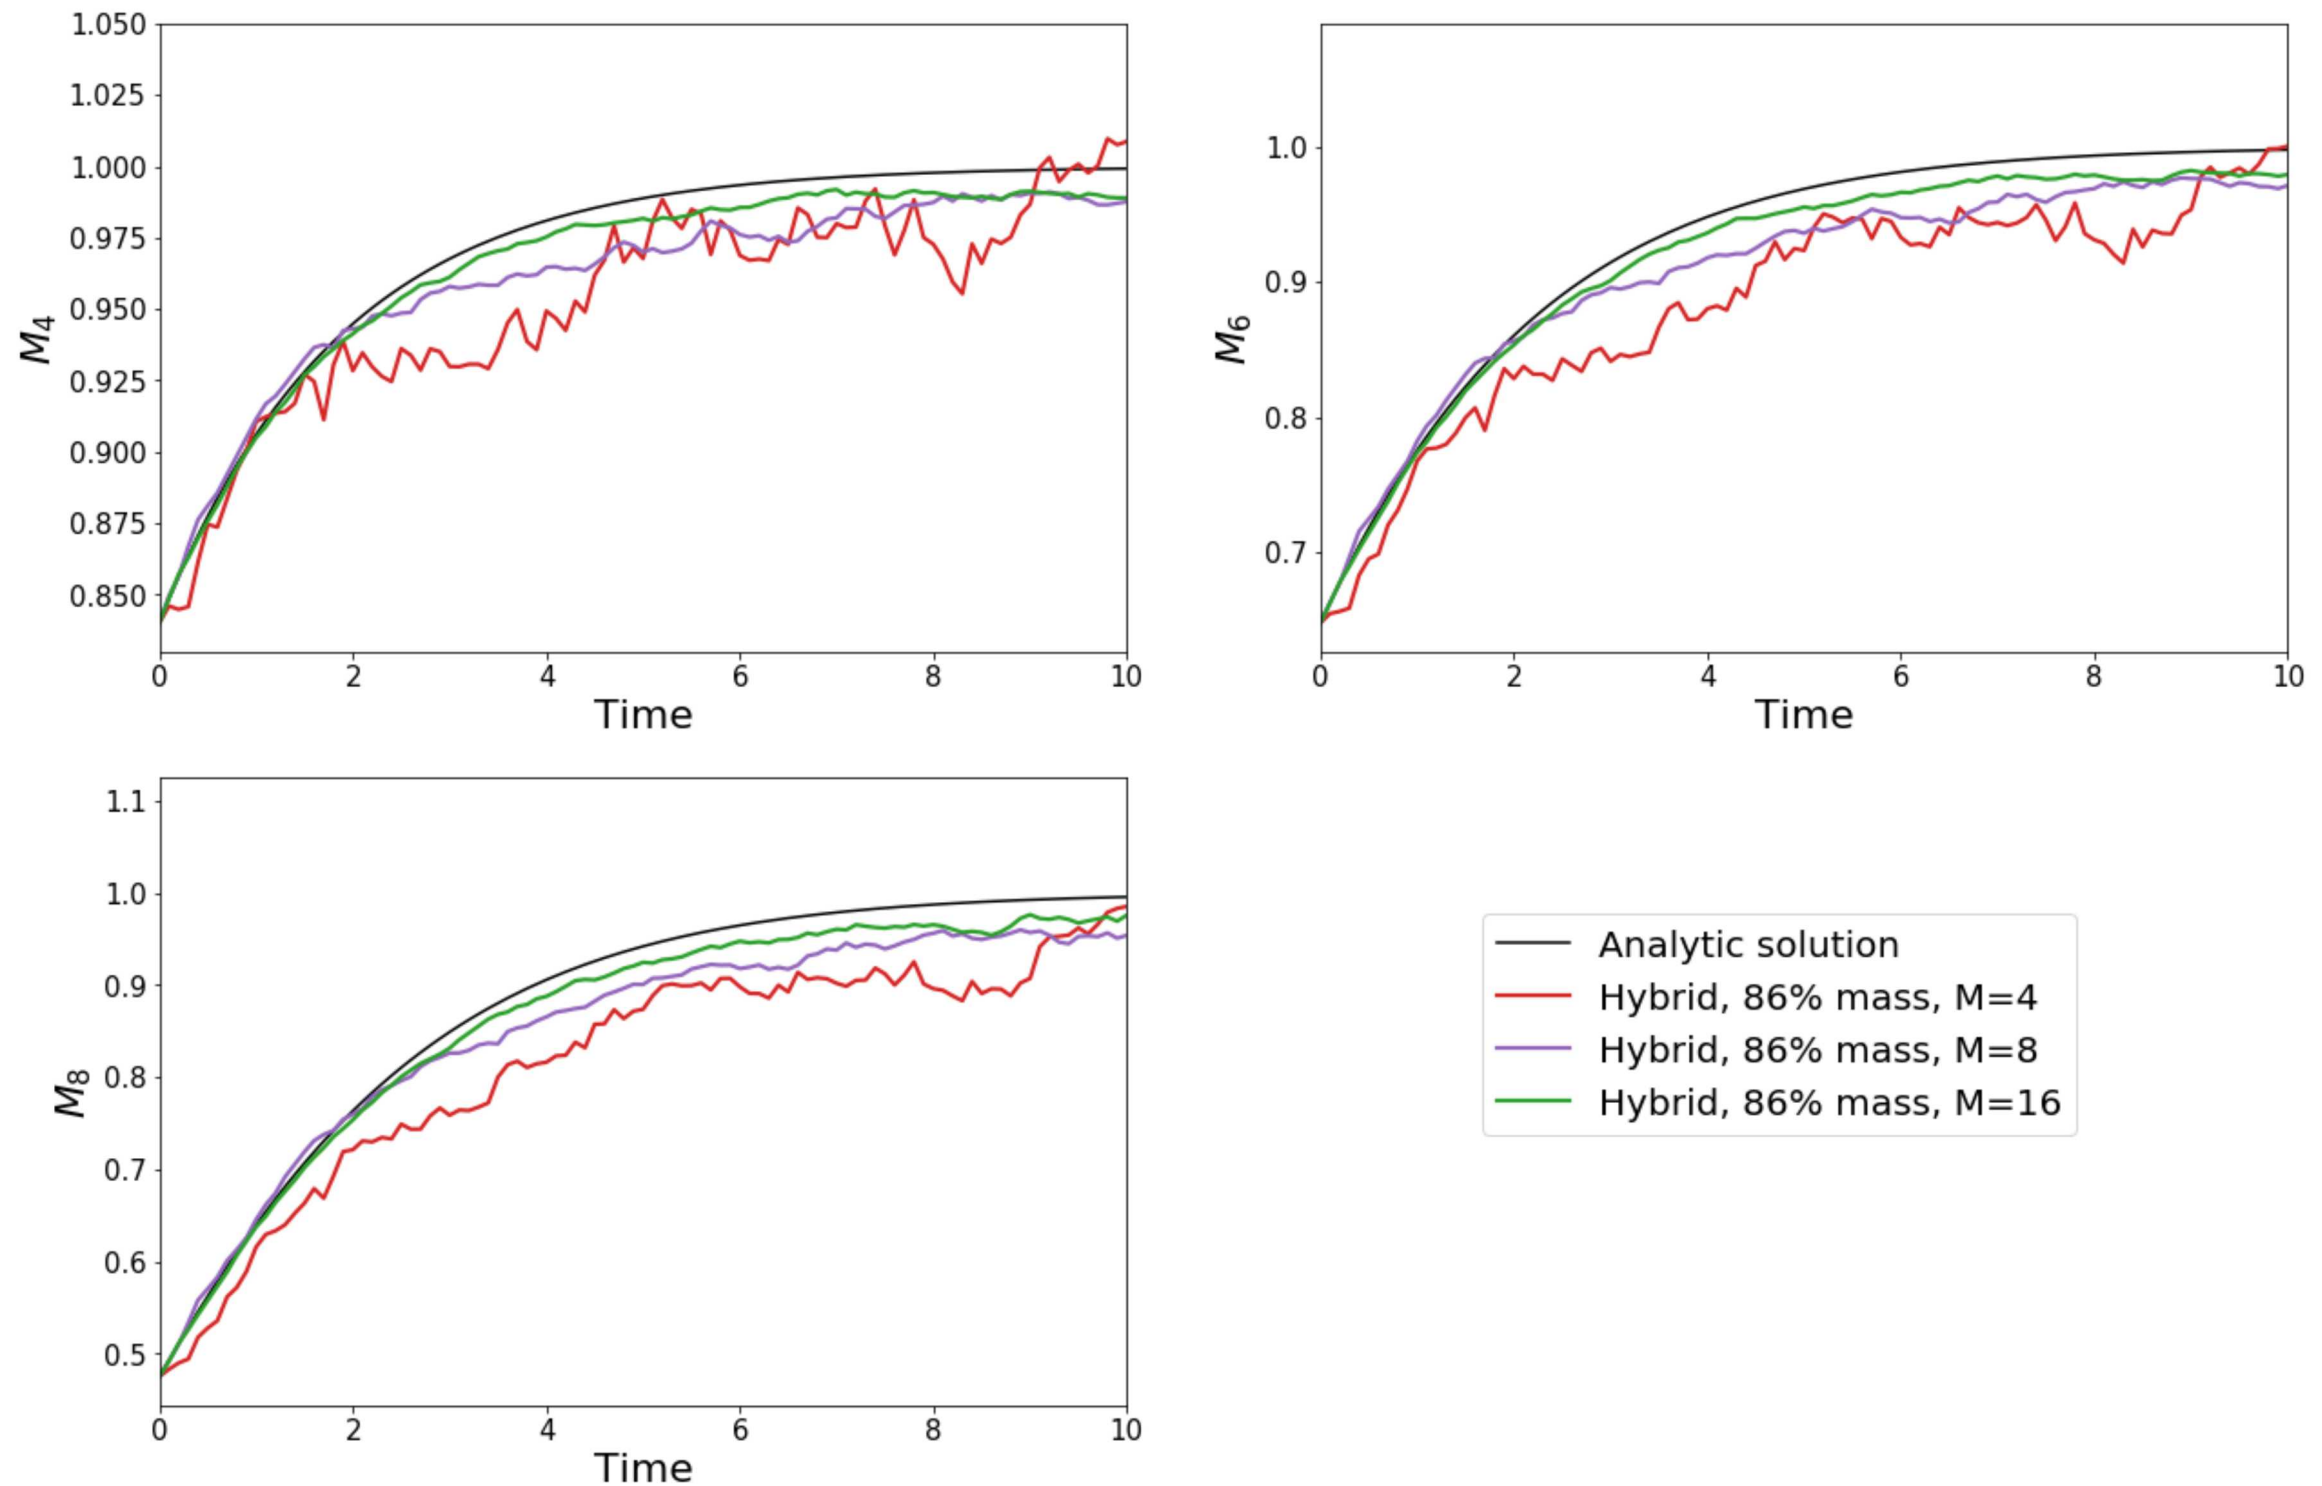 1.050
1.025
1.000
0.975
0.950
0.925
0.900
0.875
0.850
M4
0 2 4 6 8 10
Time
1.0
0.9
0.8
0.7
M6
0 2 4 6 8 10
Time
1.1
1.0
0.9
0.8
0.7
0.6
0.5
M8
0 2 4 6 8 10
Time
Analytic solution
Hybrid, 86% mass, M=4
Hybrid, 86% mass, M=8
Hybrid, 86% mass, M=16